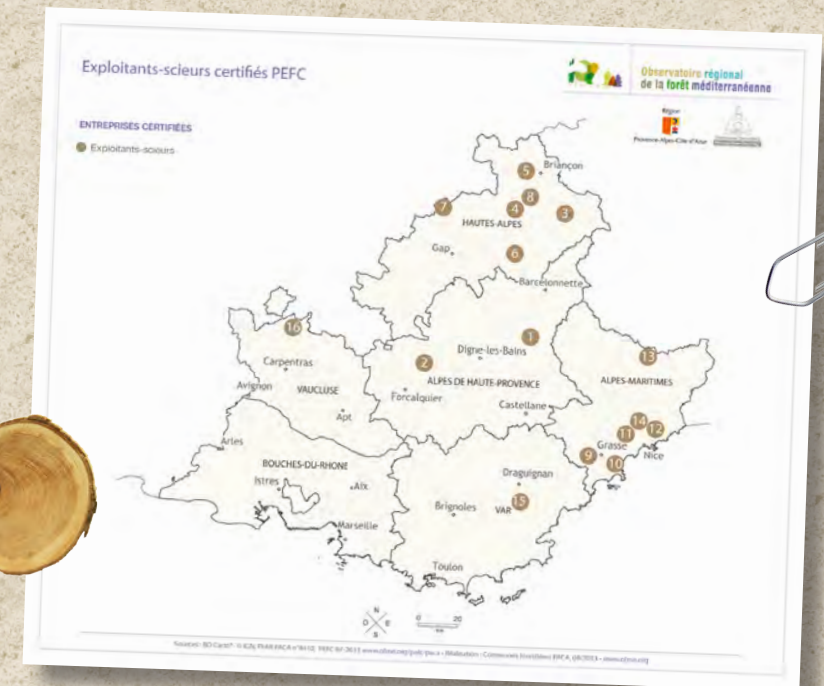 Exploitants-scieurs certifiés PEFC
Observatoire régional
de la forêt méditerranéenne
Région
Provence-Alpes-Côte d'Azur
ENTREPRISES CERTIFIÉES
Exploitants-scieurs
5
Briançon
8
7
4
3
HAUTES-ALPES
Gap
6
Barcelonnette
16
1
Carpentras
2
Digne-les-Bains
13
ALPES DE HAUTE-PROVENCE
ALPES-MARITIMES
Avignon
VAUCLUSE
Forcalquier
Castellane
Apt
14
12
11
Arles
Grasse
Nice
9
10
BOUCHES-DU-RHONE
Draguignan
Istres
Aix
15
Brignoles
VAR
Marseille
Toulon
N
O E
S
0 20
km